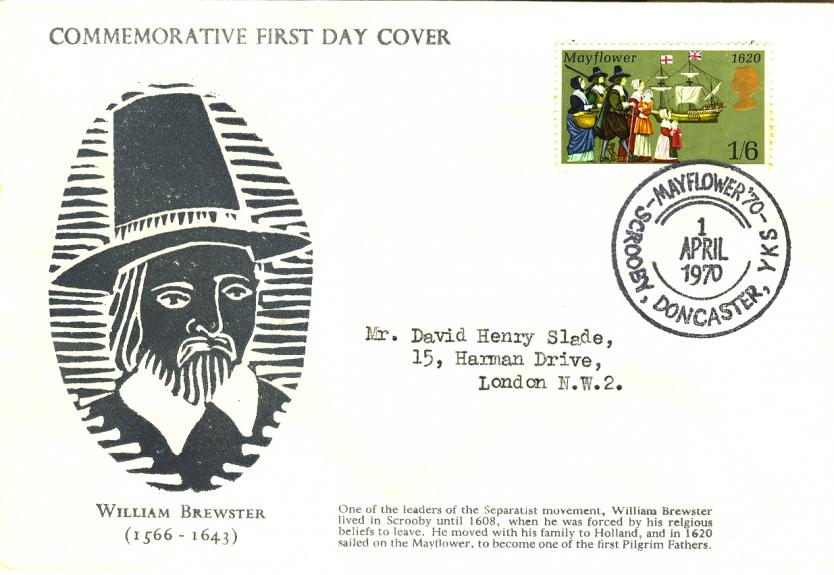 COMMEMORATIVE FIRST DAY COVER
Mayflower 1620
1/6
-MAYFLOWER '70-
1
APRIL
1970
SCROOBY, DONCASTER, YKS
Mr. David Henry Slade,
15, Harman Drive,
London N.W.2.
WILLIAM BREWSTER
(1566 - 1643)
One of the leaders of the Separatist movement, William Brewster
lived in Scrooby until 1608, when he was forced by his relgious
beliefs to leave. He moved with his family to Holland, and in 1620
sailed on the Mayflower, to become one of the first Pilgrim Fathers.